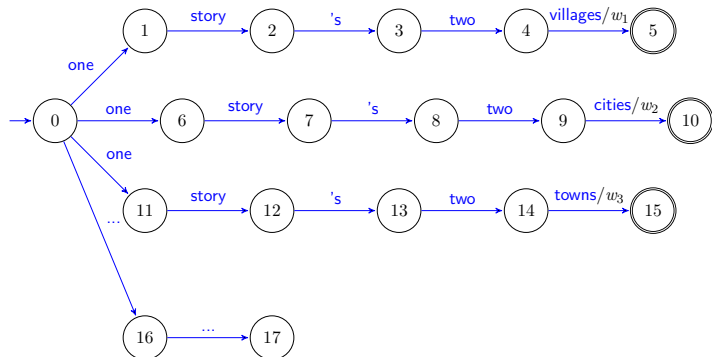 story 's two villages/w1
1 2 3 4 5
one
one story 's two cities/w2
0 6 7 8 9 10
one
story 's two towns/w3
11 12 13 14 15
...
...
16 17